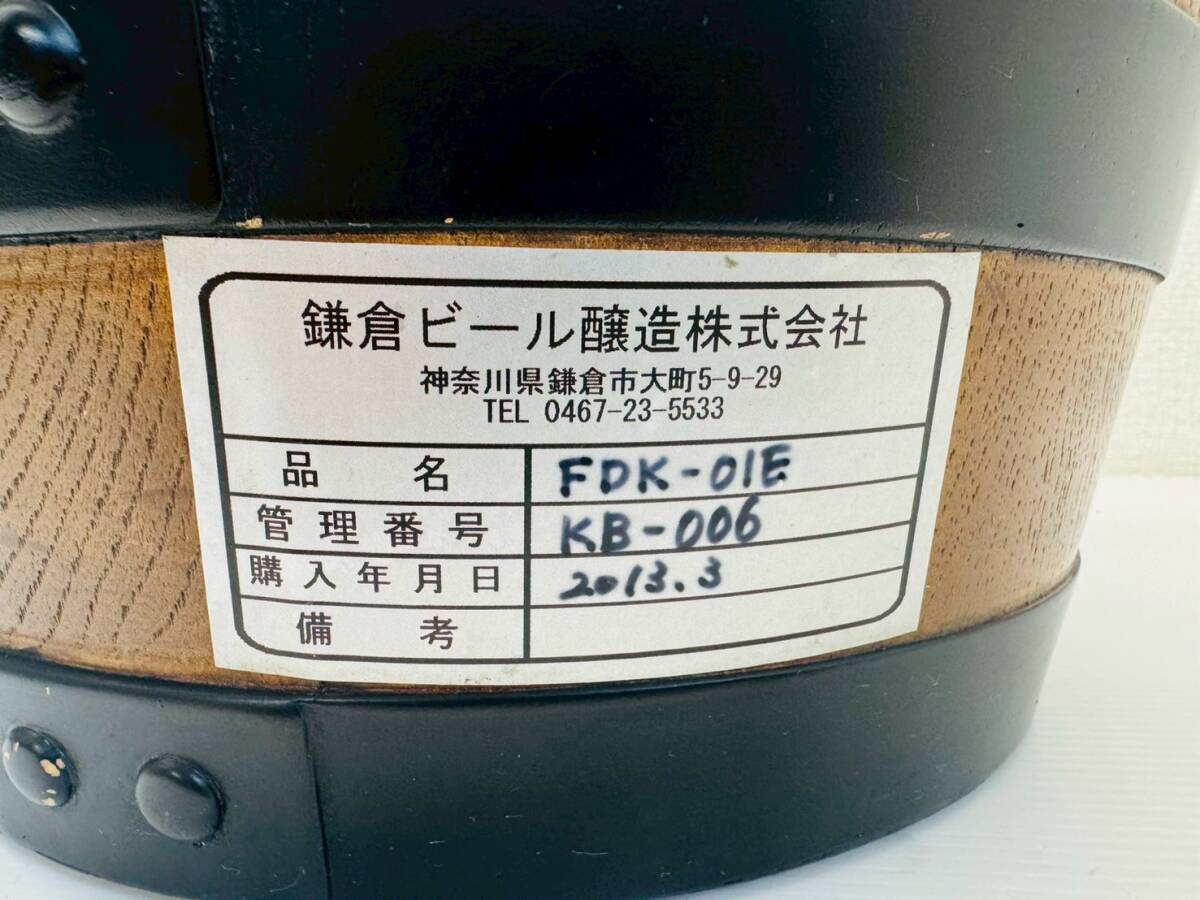 鎌倉ビール醸造株式会社
神奈川県鎌倉市大町5-9-29
TEL 0467-23-5533
品名 FDK-01E
管理番号 KB-006
購入年月日 2013.3
備考